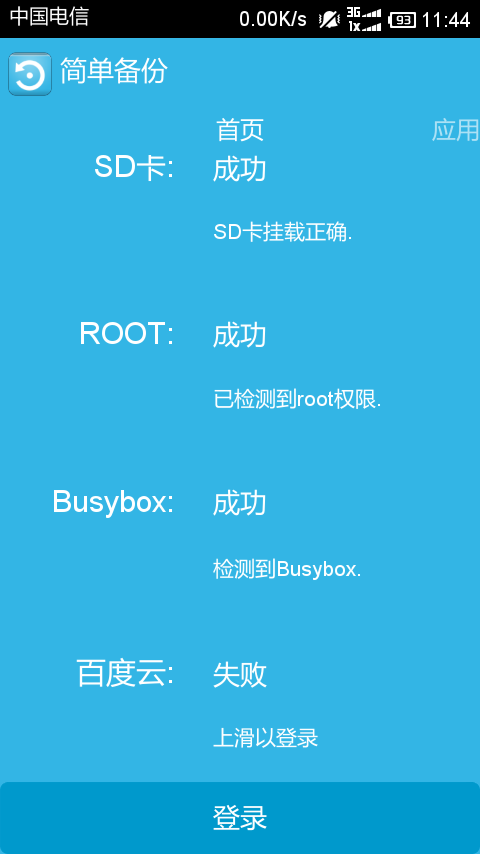 中国电信 0.00K/s 3G 1x 93 11:44
简单备份
首页 应用
SD卡: 成功
SD卡挂载正确.
ROOT: 成功
已检测到root权限.
Busybox: 成功
检测到Busybox.
百度云: 失败
上滑以登录
登录